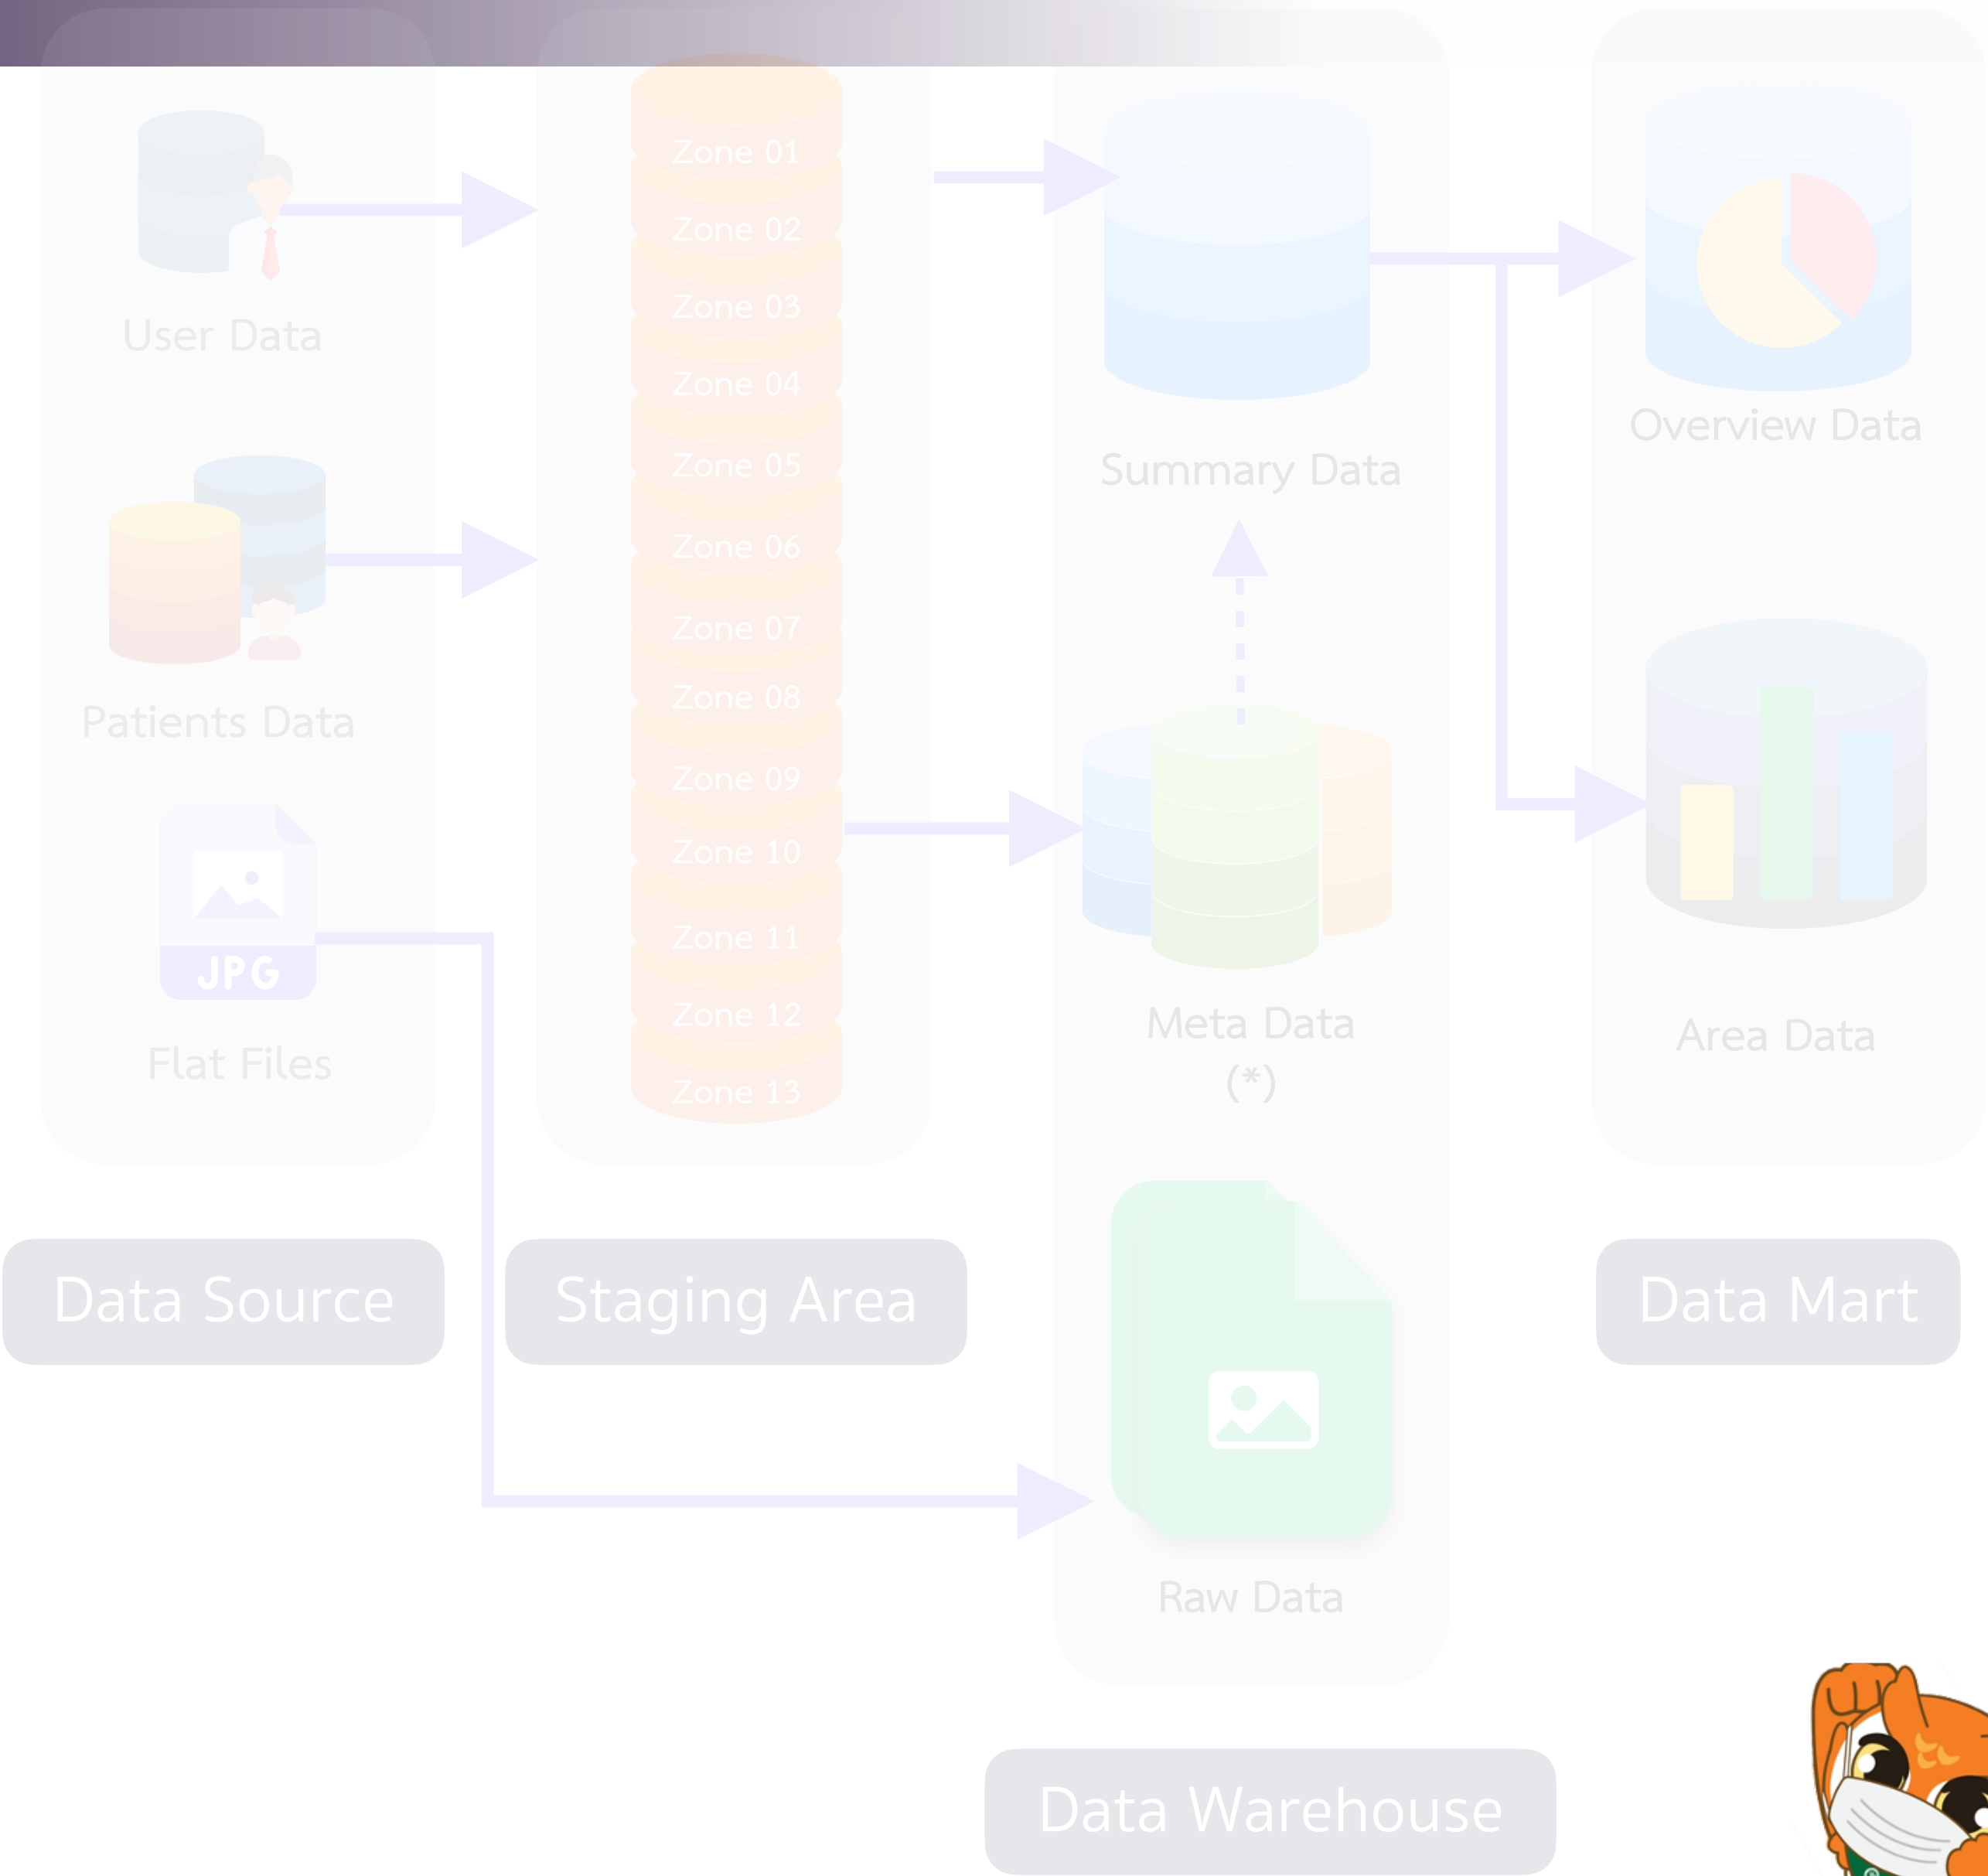 User Data
Patients Data
JPG
Flat Files
Data Source
Zone 01
Zone 02
Zone 03
Zone 04
Zone 05
Zone 06
Zone 07
Zone 08
Zone 09
Zone 10
Zone 11
Zone 12
Zone 13
Staging Area
Summary Data
Meta Data
(*)
Raw Data
Data Warehouse
Overview Data
Area Data
Data Mart